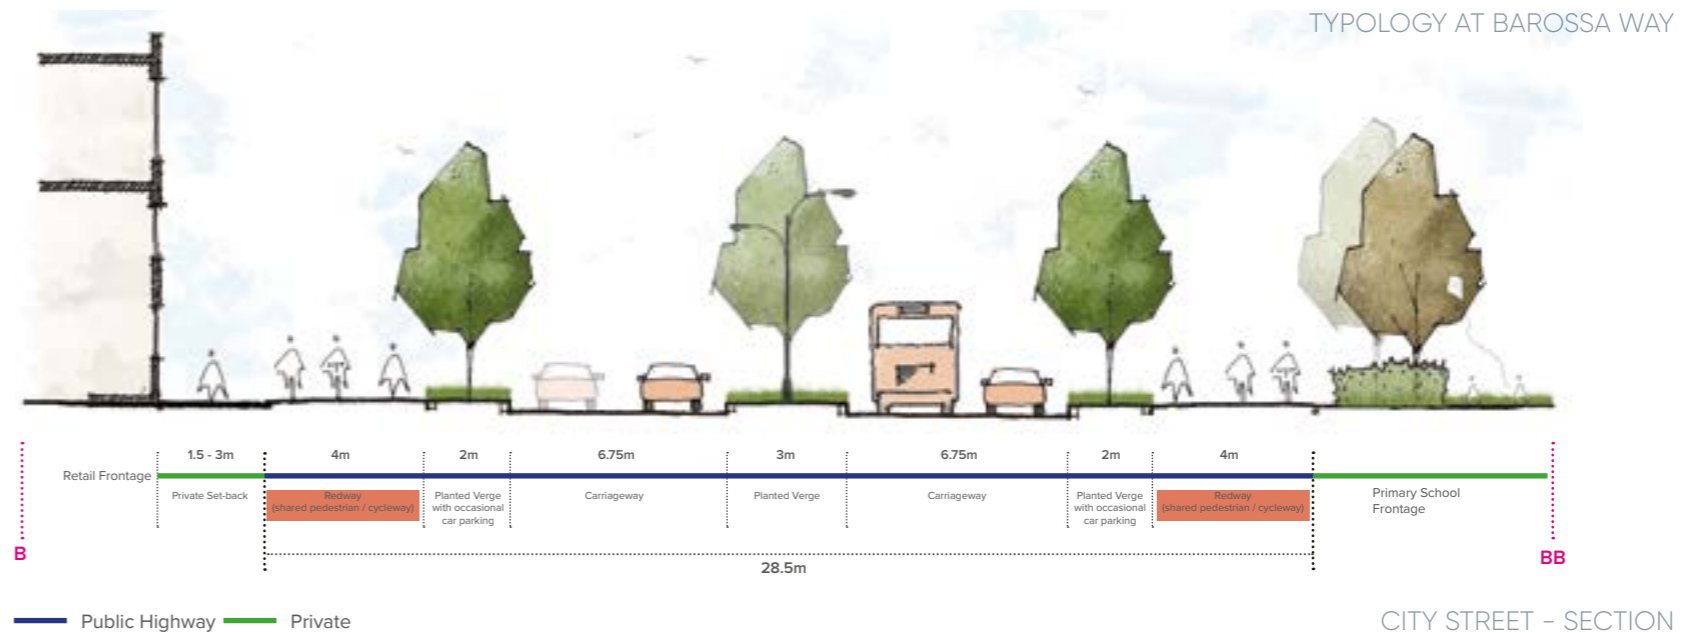 TYPOLOGY AT BAROSSA WAY
1.5 - 3m
4m
2m
6.75m
3m
6.75m
2m
4m
Retail Frontage
Private Set-back
Redway
(shared pedestrian / cycleway)
Planted Verge
with occasional
car parking
Carriageway
Planted Verge
Carriageway
Planted Verge
with occasional
car parking
Redway
(shared pedestrian / cycleway)
Primary School
Frontage
B
BB
28.5m
Public Highway
Private
CITY STREET - SECTION